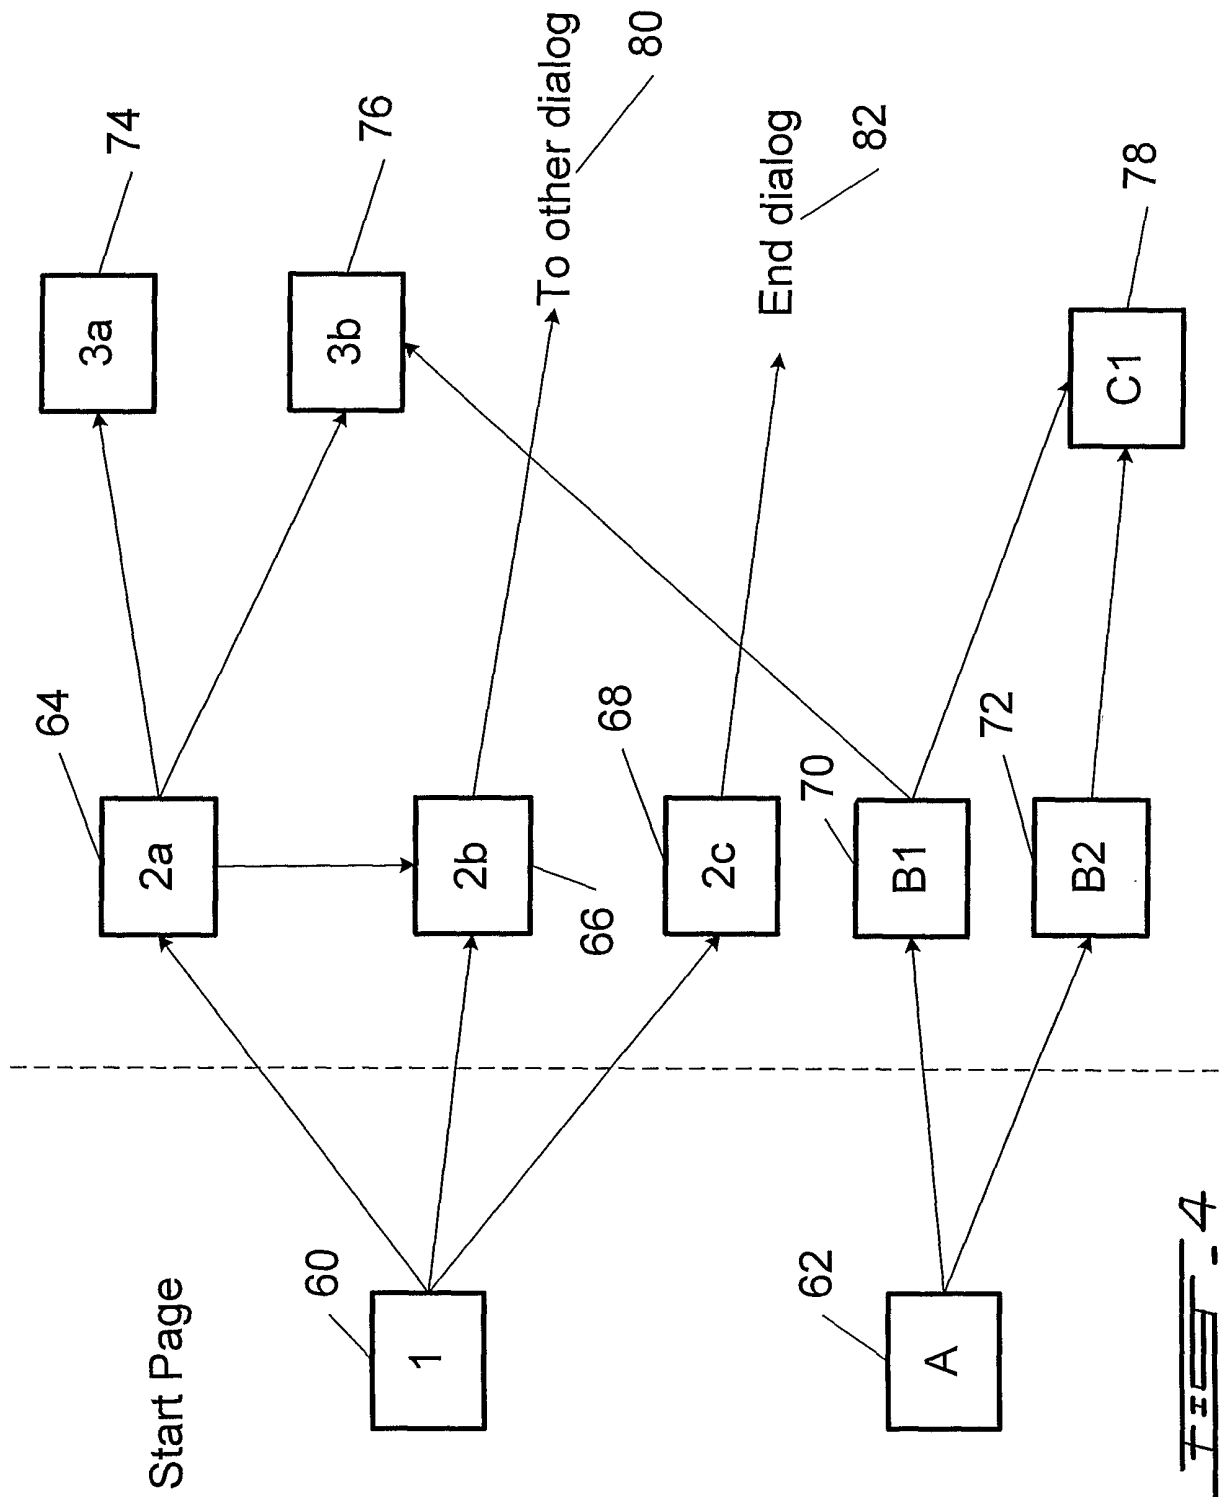 Start Page
60
1
62
A
64
2a
2b
66
68
2c
70
B1
72
B2
74
3a
76
3b
To other dialog
80
End dialog
82
78
C1
FIG-4